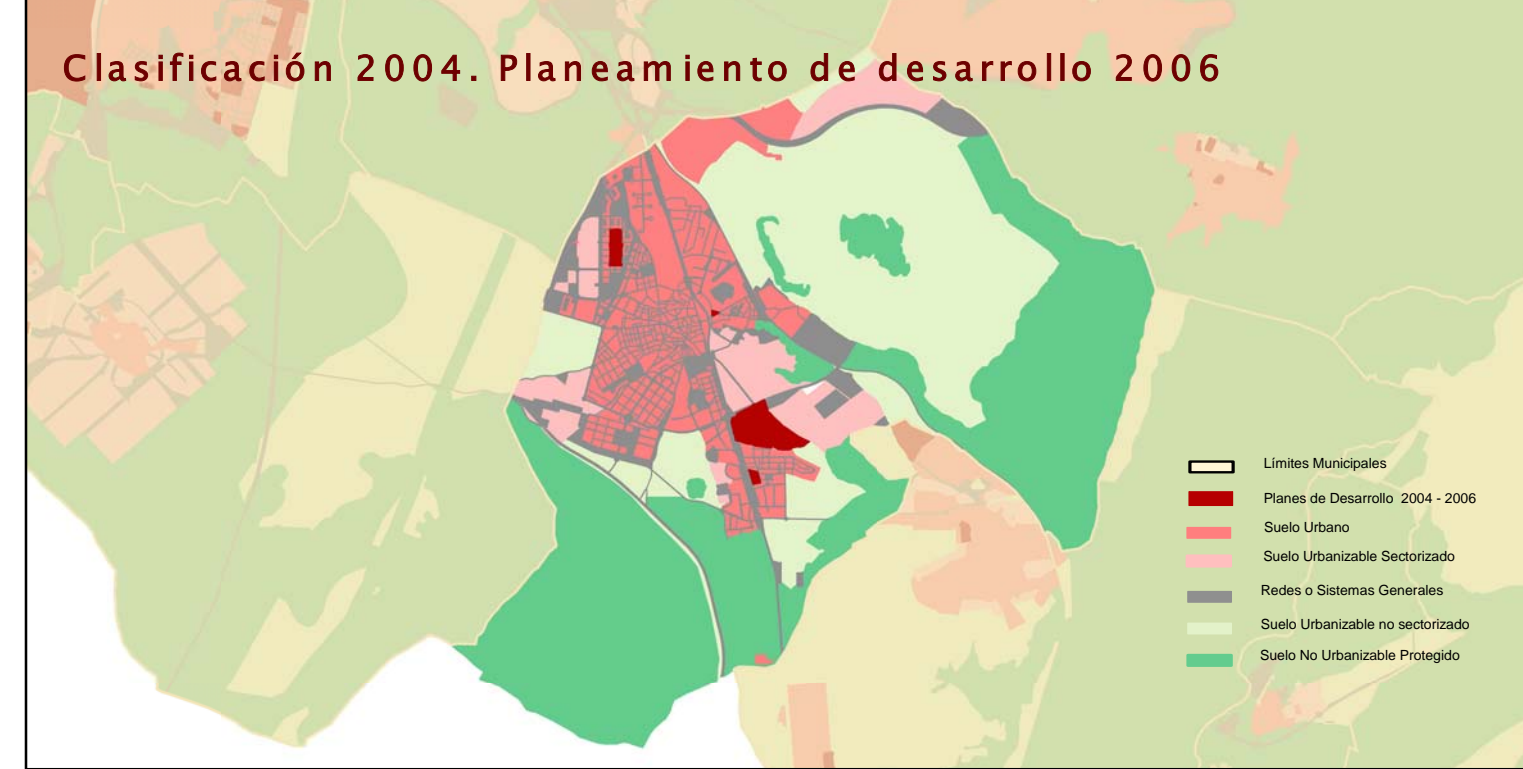 Clasificación 2004. Planeamiento de desarrollo 2006
Límites Municipales
Planes de Desarrollo 2004 - 2006
Suelo Urbano
Suelo Urbanizable Sectorizado
Redes o Sistemas Generales
Suelo Urbanizable no sectorizado
Suelo No Urbanizable Protegido